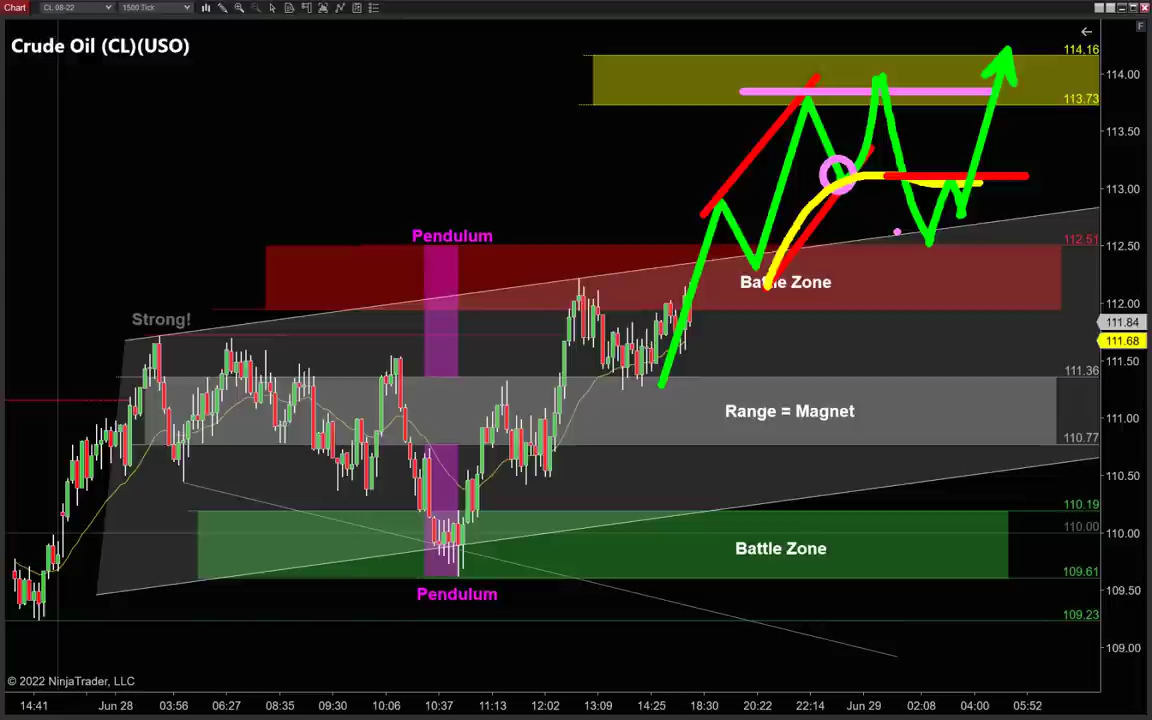 Chart CL 08-22 1500 Tick
F
Crude Oil (CL)(USO)
114.16
114.00
113.73
113.50
113.00
Pendulum
112.51
112.50
Battle Zone
112.00
Strong!
111.84
111.68
111.50
111.36
Range = Magnet
111.00
110.77
110.50
110.19
110.00
110.00
Battle Zone
109.61
109.50
Pendulum
109.23
109.00
© 2022 NinjaTrader, LLC
14:41 Jun 28 03:56 06:27 08:35 09:30 10:06 10:37 11:13 12:02 13:09 14:25 18:30 20:22 22:14 Jun 29 02:08 04:00 05:52